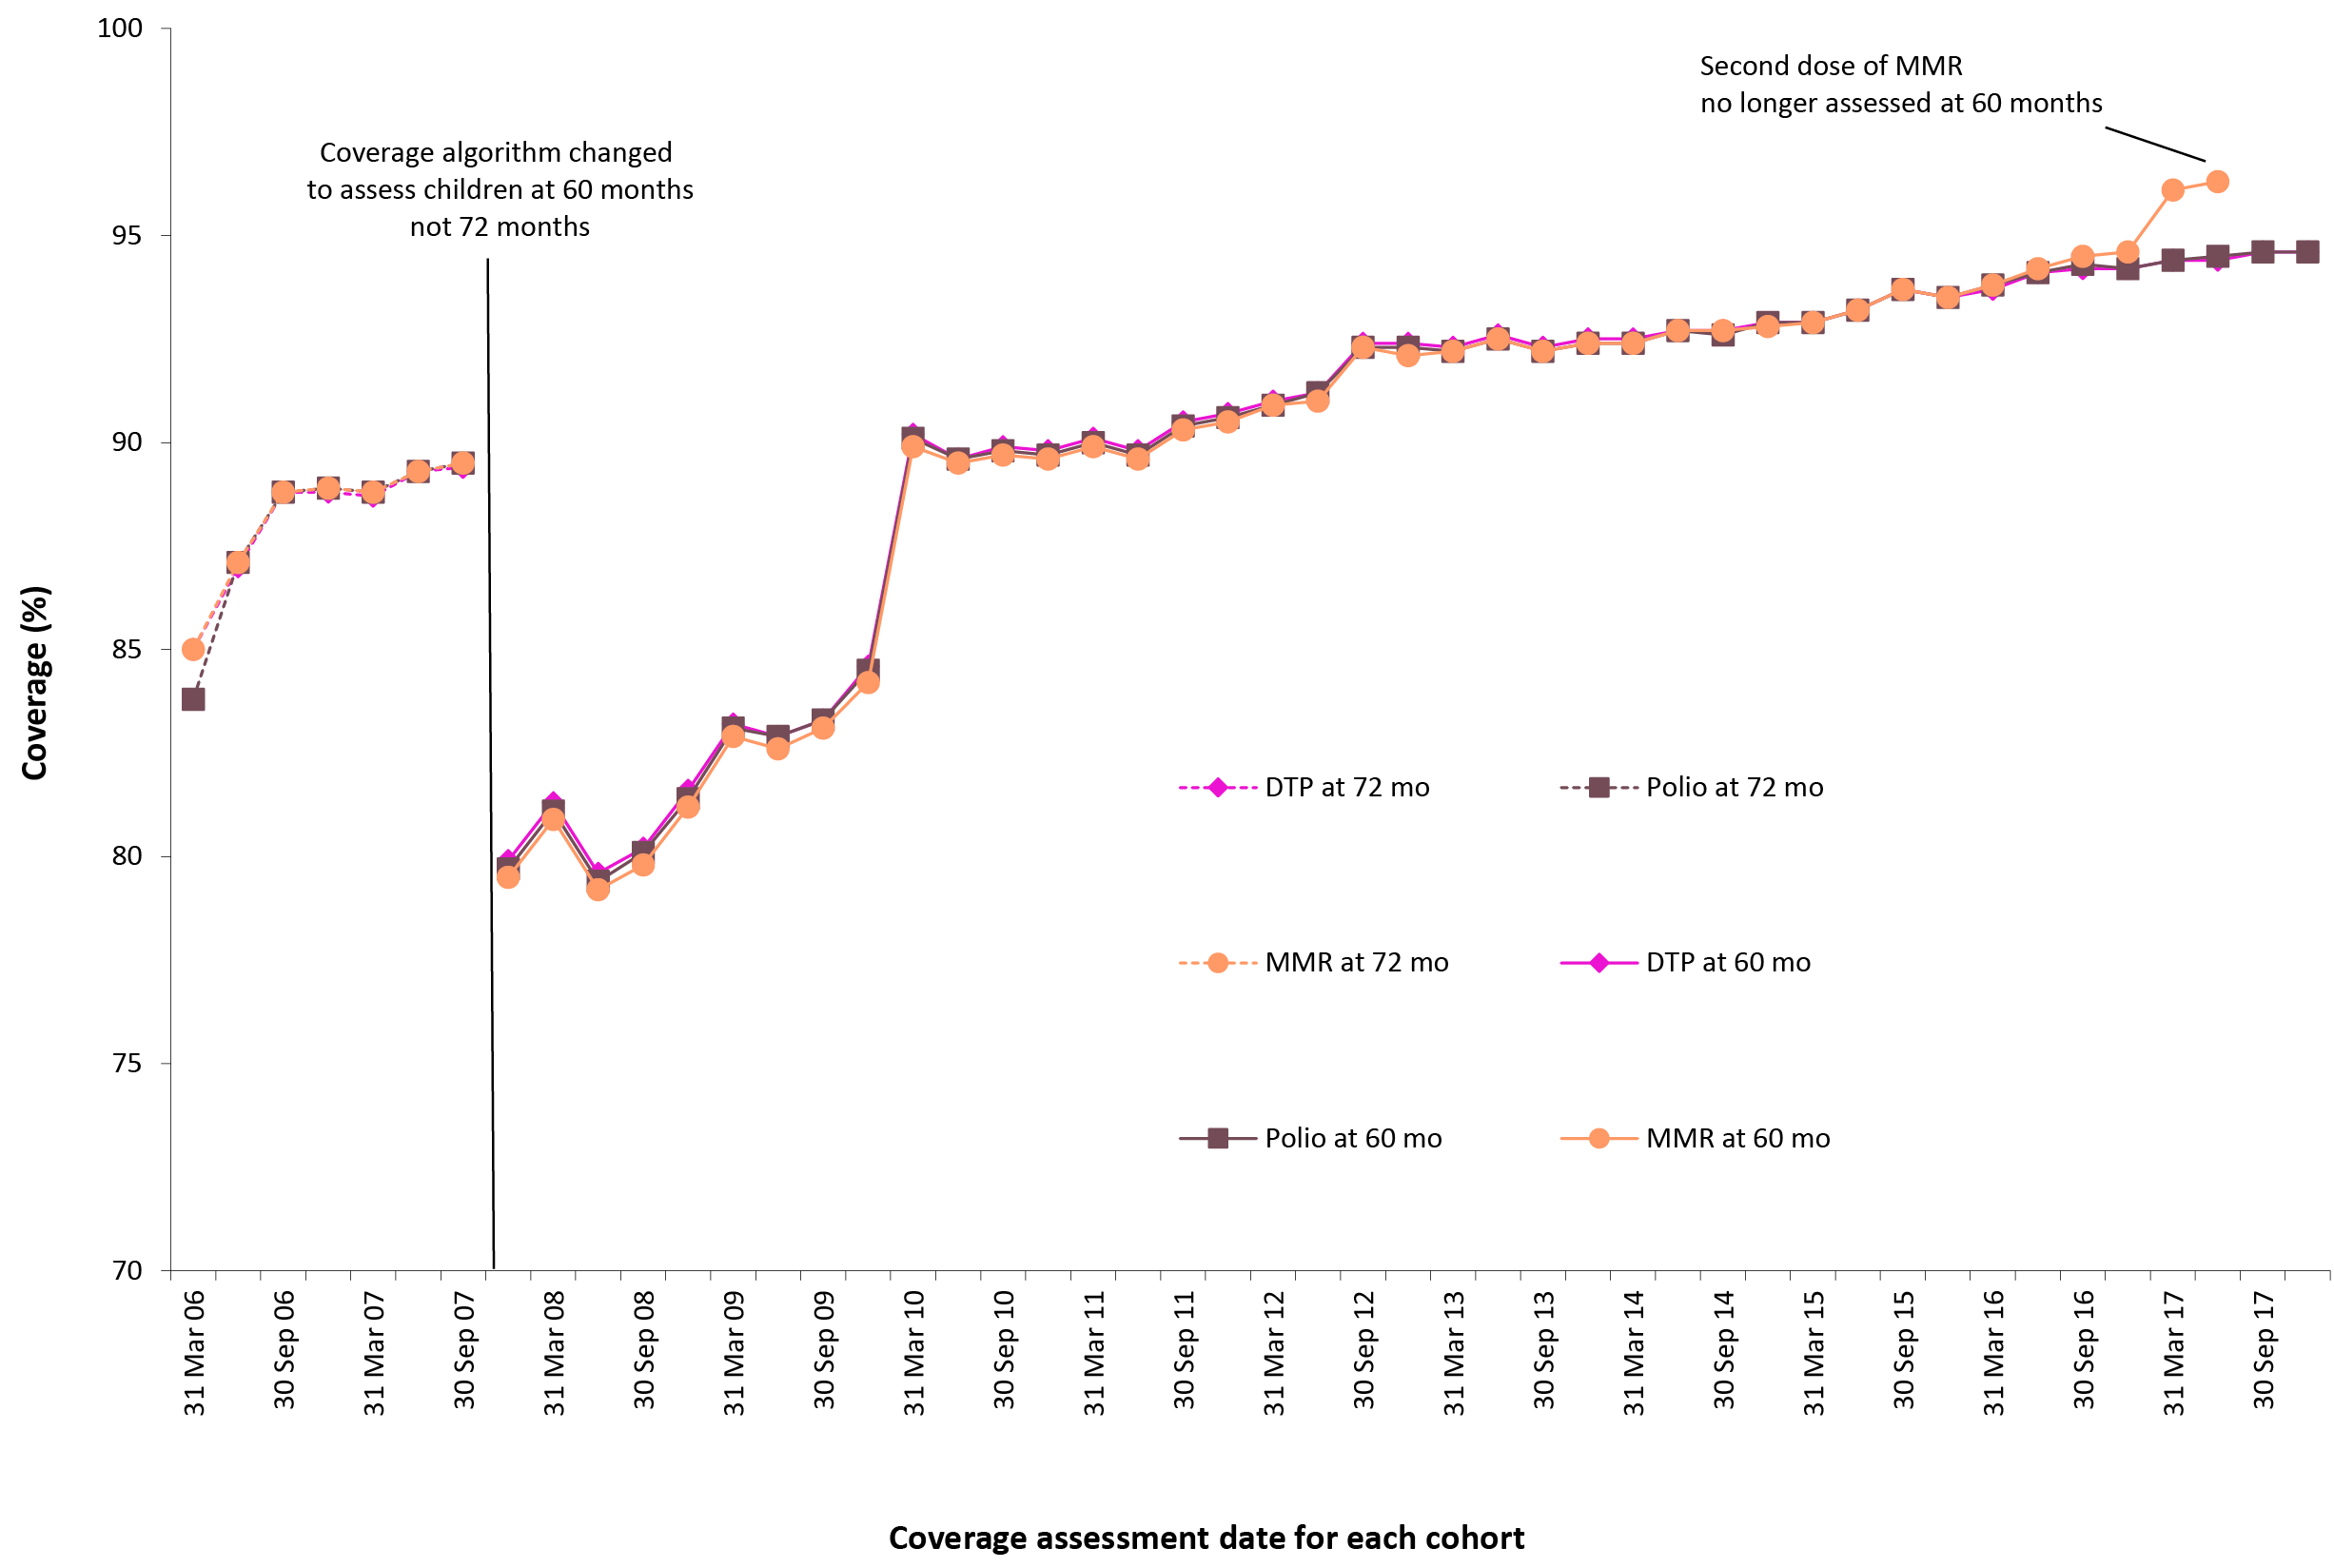 100
95
90
85
80
75
70
Coverage (%)
Coverage algorithm changed
to assess children at 60 months
not 72 months
Second dose of MMR
no longer assessed at 60 months
DTP at 72 mo
Polio at 72 mo
MMR at 72 mo
DTP at 60 mo
Polio at 60 mo
MMR at 60 mo
31 Mar 06
30 Sep 06
31 Mar 07
30 Sep 07
31 Mar 08
30 Sep 08
31 Mar 09
30 Sep 09
31 Mar 10
30 Sep 10
31 Mar 11
30 Sep 11
31 Mar 12
30 Sep 12
31 Mar 13
30 Sep 13
31 Mar 14
30 Sep 14
31 Mar 15
30 Sep 15
31 Mar 16
30 Sep 16
31 Mar 17
30 Sep 17
Coverage assessment date for each cohort